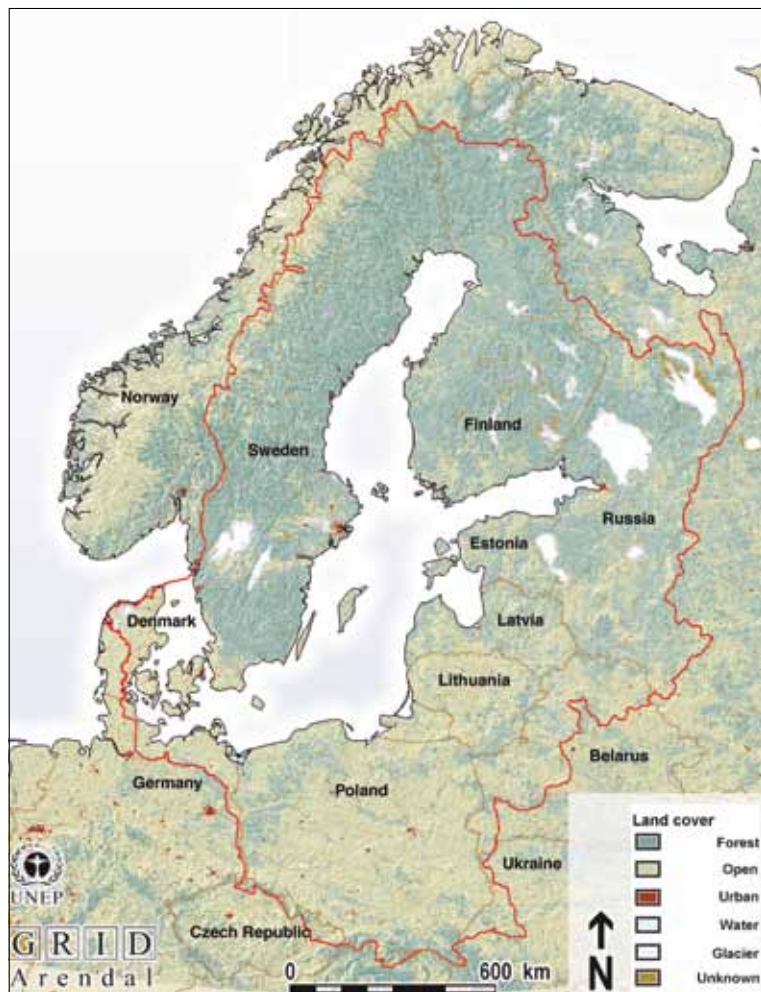 Norway
Sweden
Finland
Russia
Estonia
Denmark
Latvia
Lithuania
Belarus
Germany
Poland
Ukraine
Czech Republic
UNEP
GRID
Arendal
0 600 km
N
Land cover
Forest
Open
Urban
Water
Glacier
Unknown